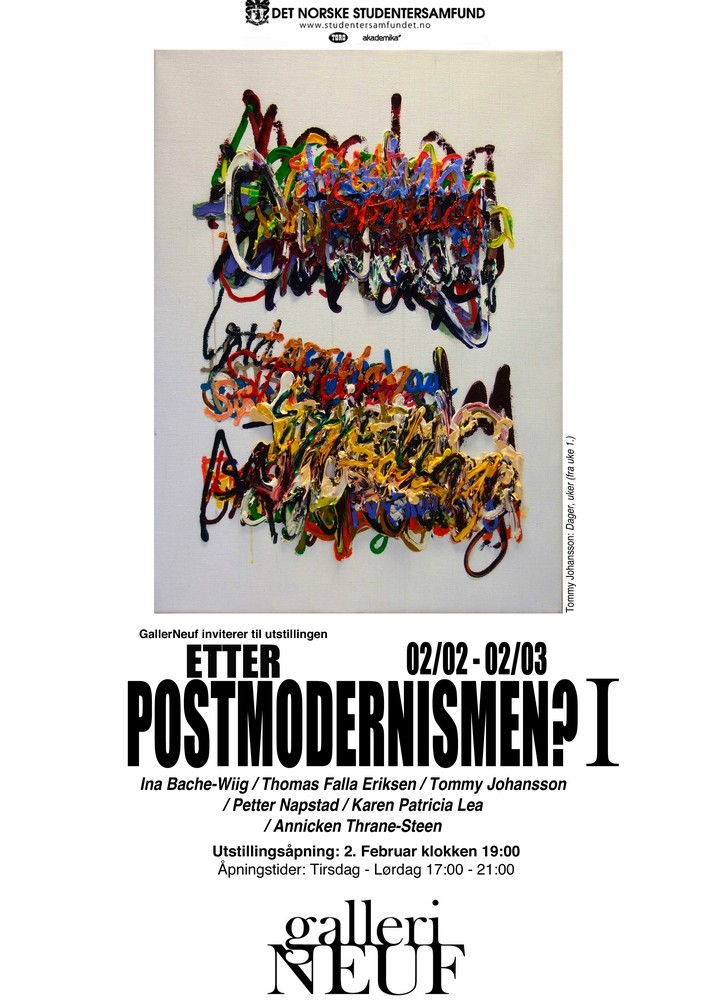 DET NORSKE STUDENTERSAMFUND
www.studentersamfundet.no
TORG akademika
Søndag
Tommy Johansson: Dager, uker (fra uke 1.)
GallerNeuf inviterer til utstillingen
ETTER 02/02 - 02/03
POSTMODERNISMEN? I
Ina Bache-Wiig / Thomas Falla Eriksen / Tommy Johansson
/ Petter Napstad / Karen Patricia Lea
/ Annicken Thrane-Steen
Utstillingsåpning: 2. Februar klokken 19:00
Åpningstider: Tirsdag - Lørdag 17:00 - 21:00
galleri
NEUF